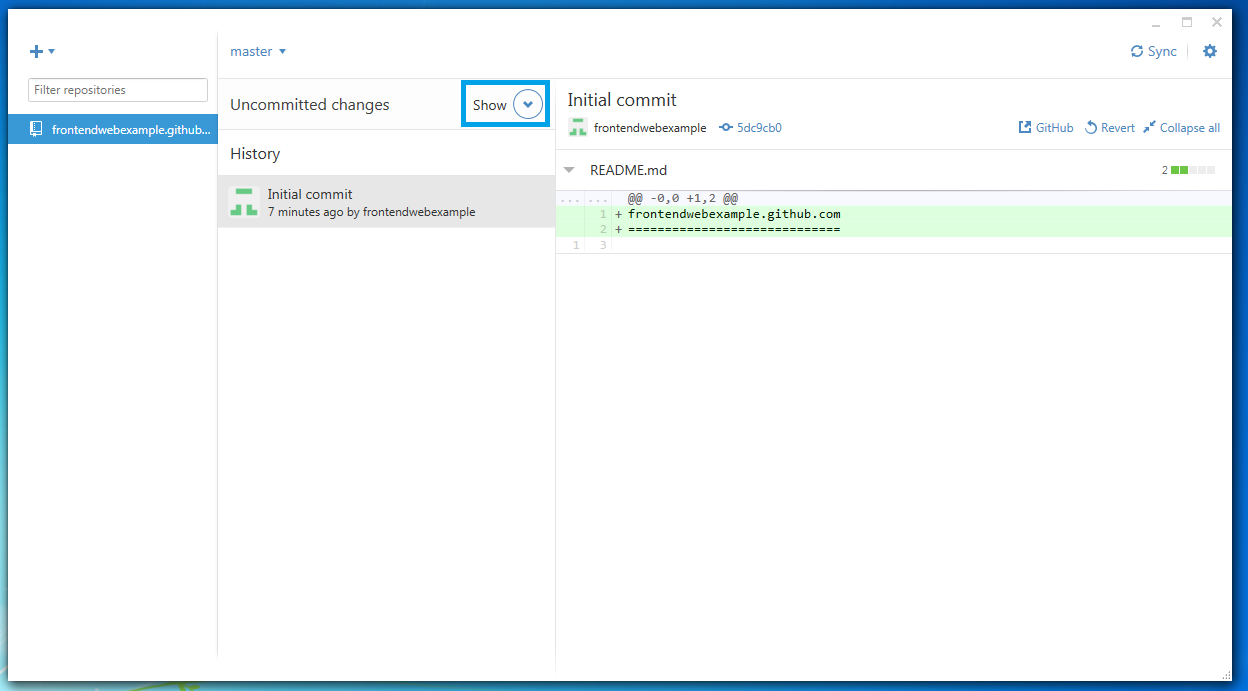 master
Sync
Filter repositories
frontendwebexample.github...
Uncommitted changes
Show
History
Initial commit
7 minutes ago by frontendwebexample
Initial commit
frontendwebexample
5dc9cb0
GitHub
Revert
Collapse all
README.md
2
... ... @@ -0,0 +1,2 @@
1 + frontendwebexample.github.com
2 + =============================
1 3